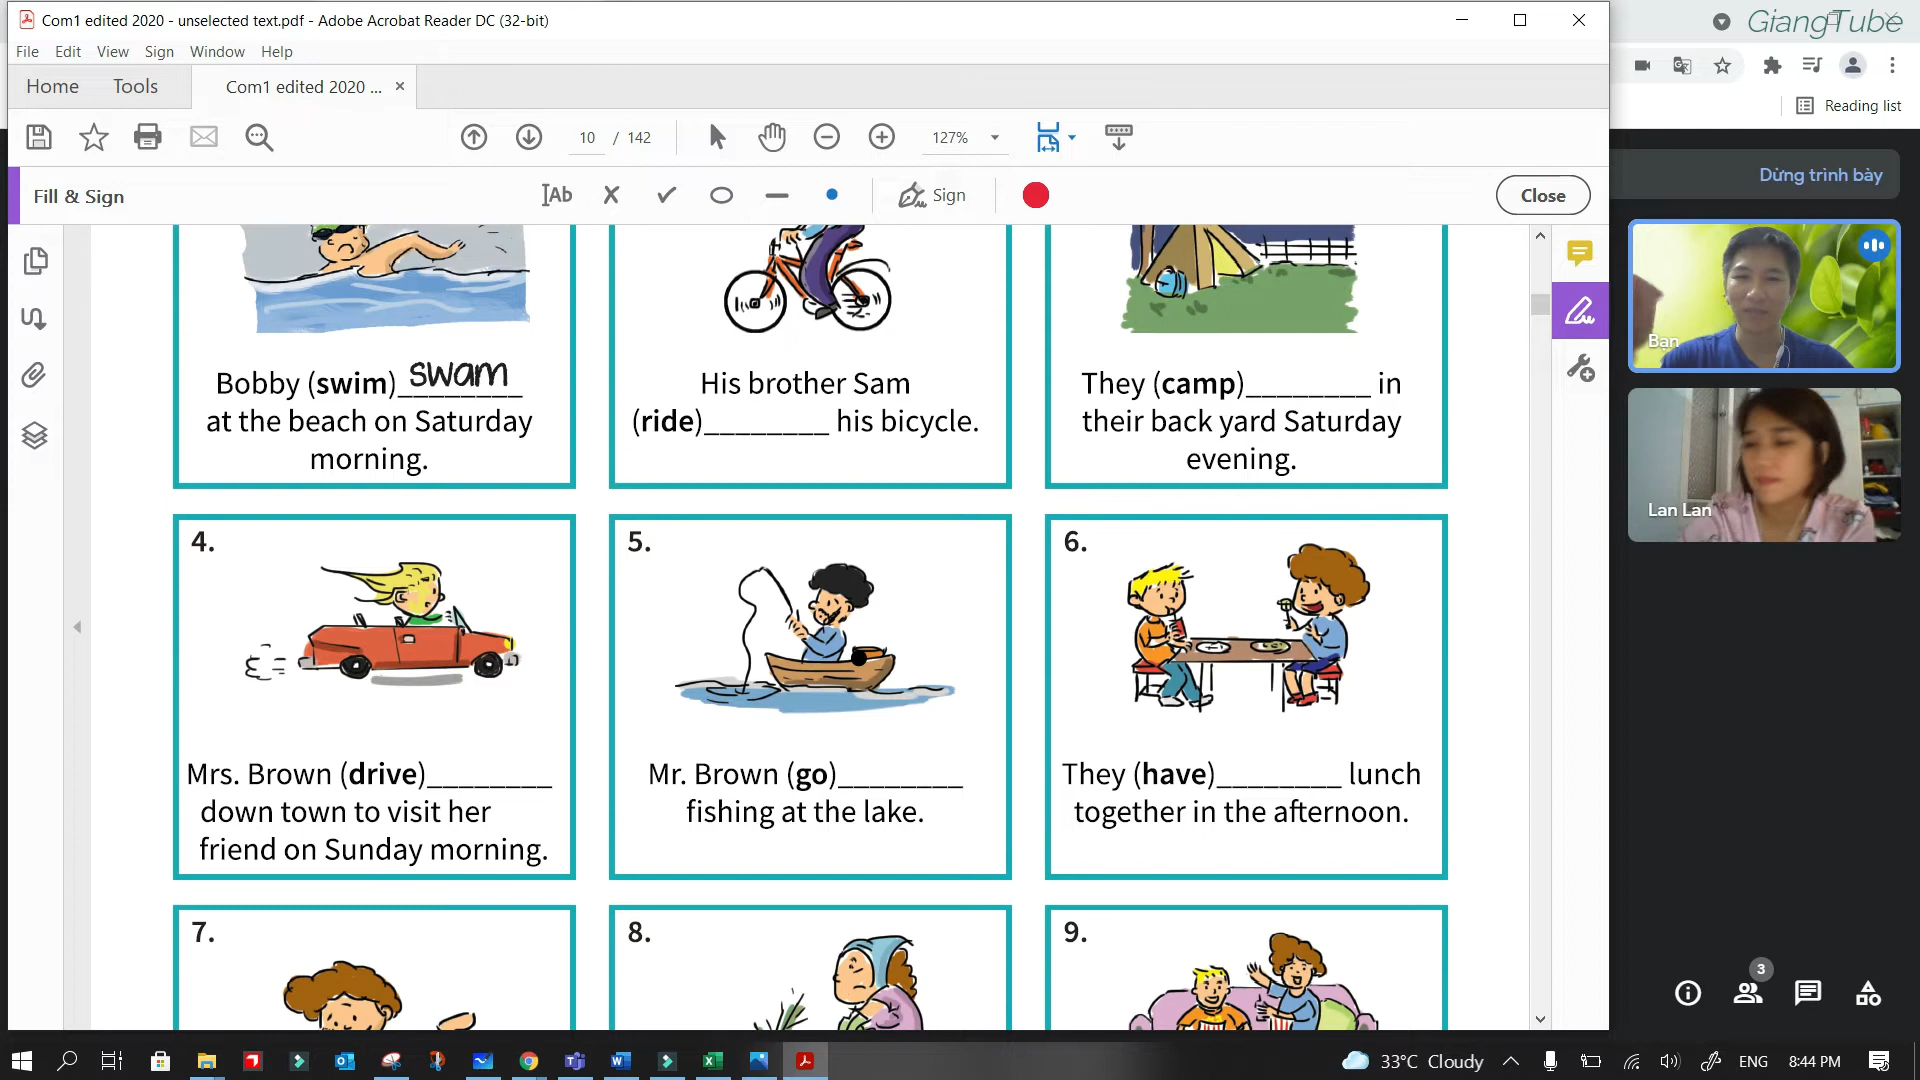 Com1 edited 2020 - unselected text.pdf - Adobe Acrobat Reader DC (32-bit)
GiangTube
File Edit View Sign Window Help
Home Tools Com1 edited 2020 ...
Reading list
10 / 142
127%
Dừng trình bày
Fill & Sign
Ab
Sign
Close
Bobby (swim) swam
at the beach on Saturday
morning.
His brother Sam
(ride)________ his bicycle.
They (camp)________ in
their back yard Saturday
evening.
Bạn
Lan Lan
4.
Mrs. Brown (drive)________
down town to visit her
friend on Sunday morning.
5.
Mr. Brown (go)________
fishing at the lake.
6.
They (have)________ lunch
together in the afternoon.
7.
8.
9.
3
33°C Cloudy
ENG
8:44 PM